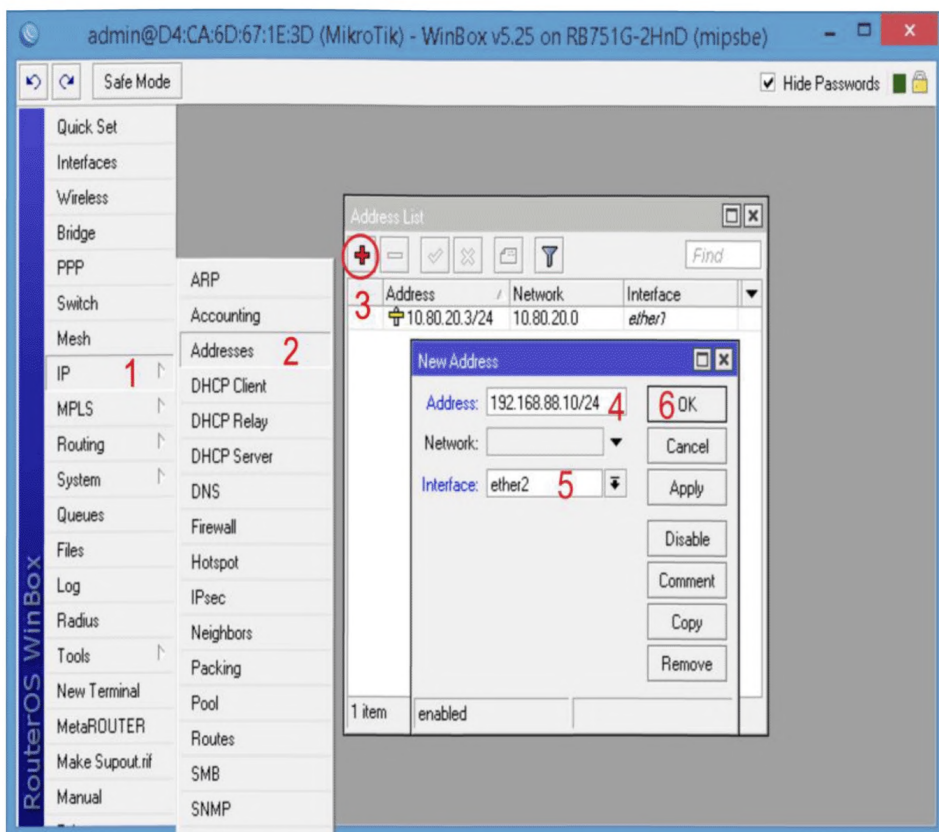 admin@D4:CA:6D:67:1E:3D (MikroTik) - WinBox v5.25 on RB751G-2HnD (mipsbe)
Safe Mode
Hide Passwords
RouterOS WinBox
Quick Set
Interfaces
Wireless
Bridge
PPP
Switch
Mesh
IP 1
MPLS
Routing
System
Queues
Files
Log
Radius
Tools
New Terminal
MetaROUTER
Make Supout.rif
Manual
ARP
Accounting
Addresses 2
DHCP Client
DHCP Relay
DHCP Server
DNS
Firewall
Hotspot
IPsec
Neighbors
Packing
Pool
Routes
SMB
SNMP
Address List
Find
3
Address Network Interface
10.80.20.3/24 10.80.20.0 ether1
New Address
Address: 192.168.88.10/24 4
Network:
Interface: ether2 5
6 OK
Cancel
Apply
Disable
Comment
Copy
Remove
1 item
enabled